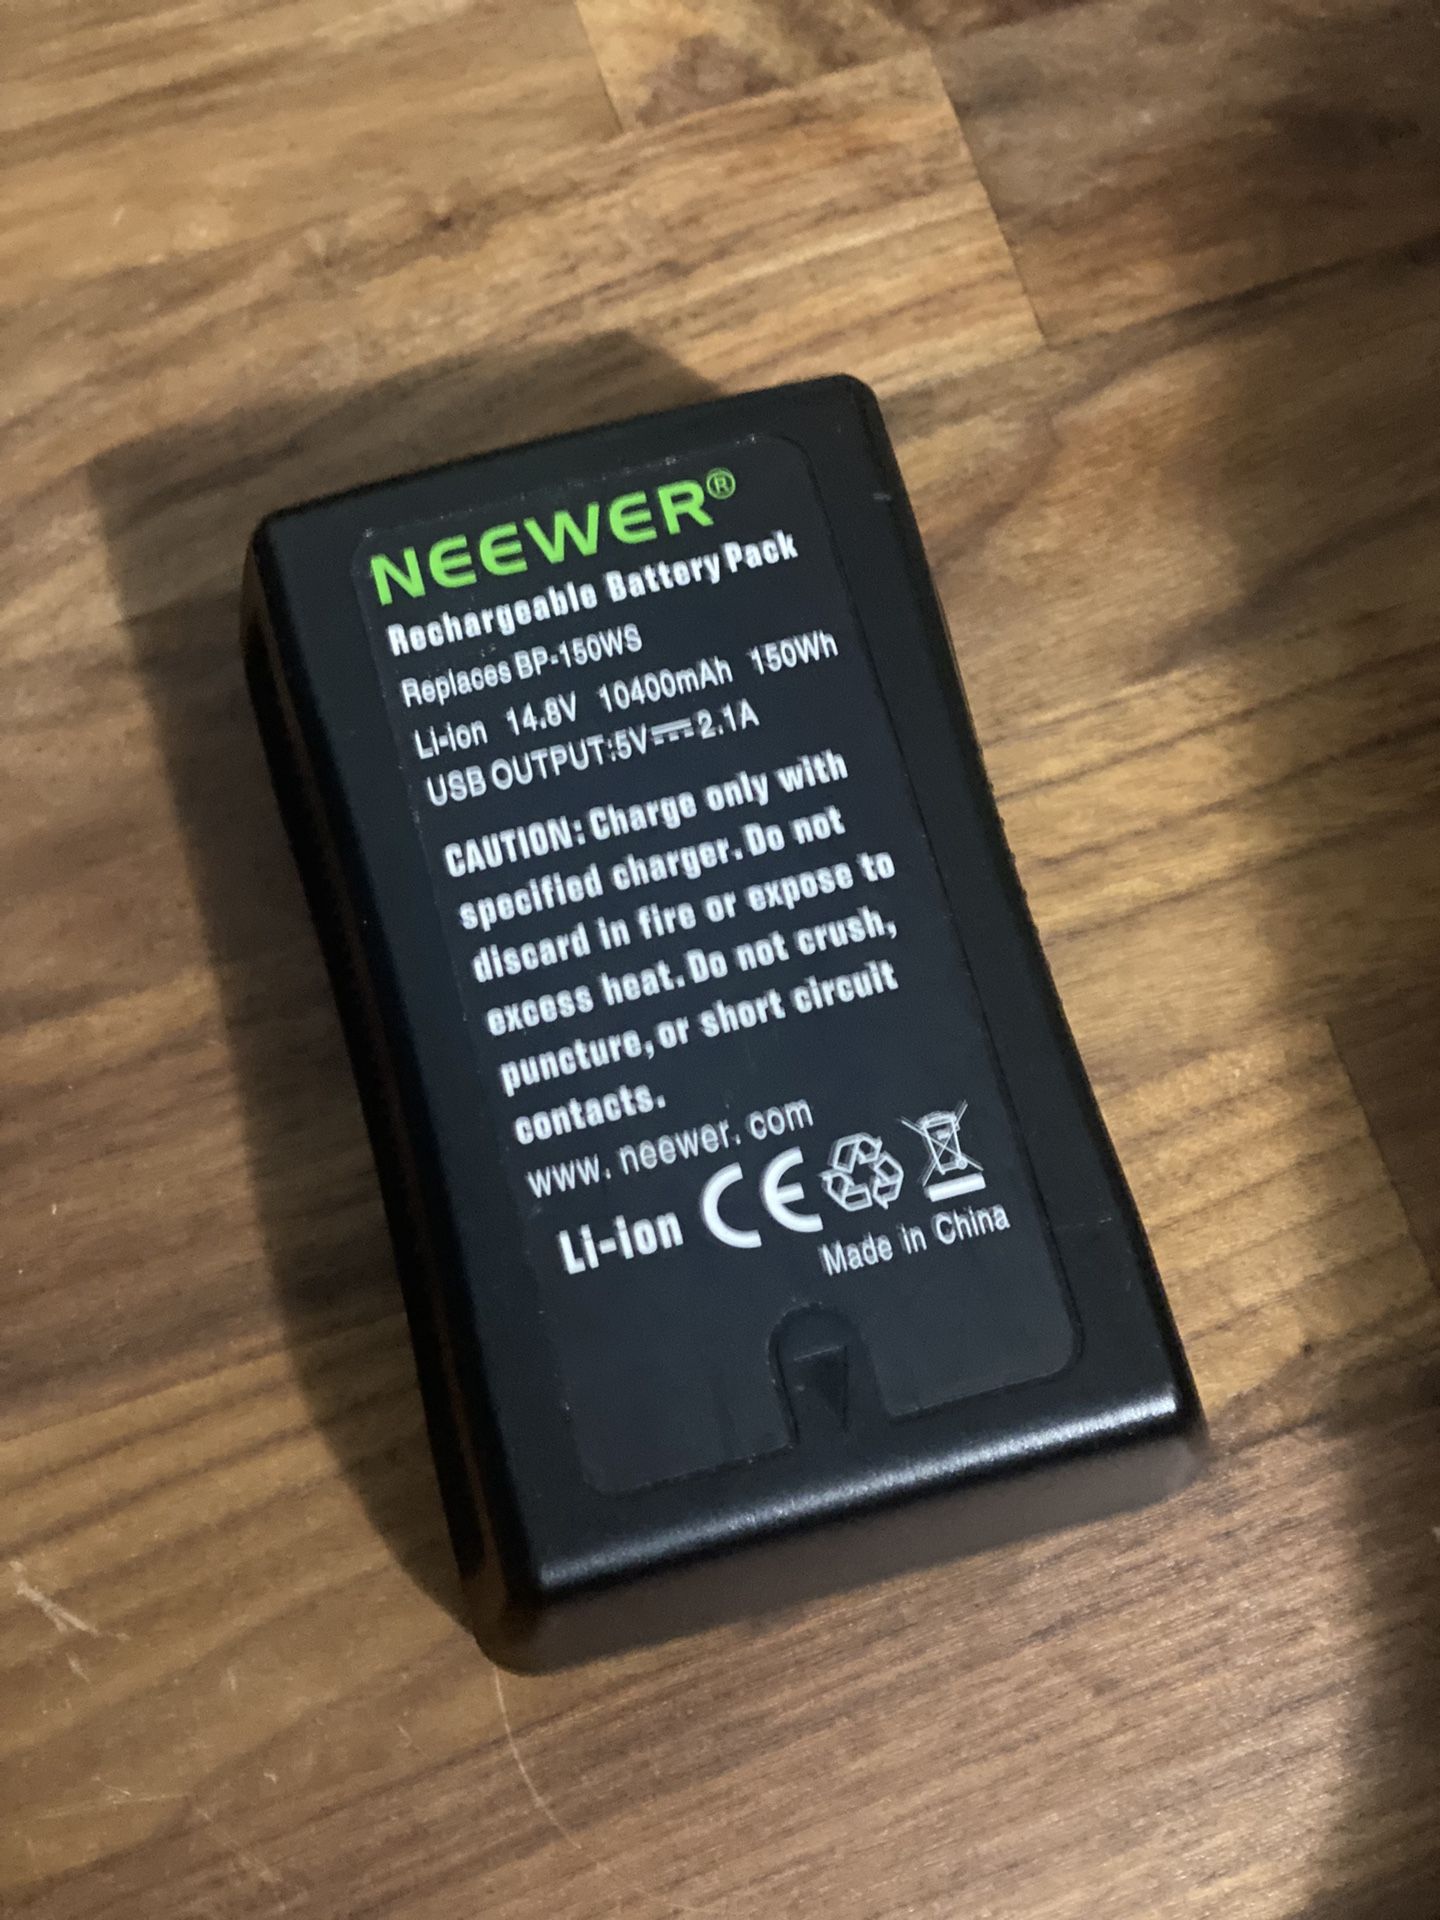 NEEWER®
Rechargeable Battery Pack
Replaces BP-150WS
Li-ion 14.8V 10400mAh 150Wh
USB OUTPUT:5V⎓2.1A
CAUTION: Charge only with
specified charger. Do not
discard in fire or expose to
excess heat. Do not crush,
puncture, or short circuit
contacts.
www. neewer. com
Li-ion CE
Made in China